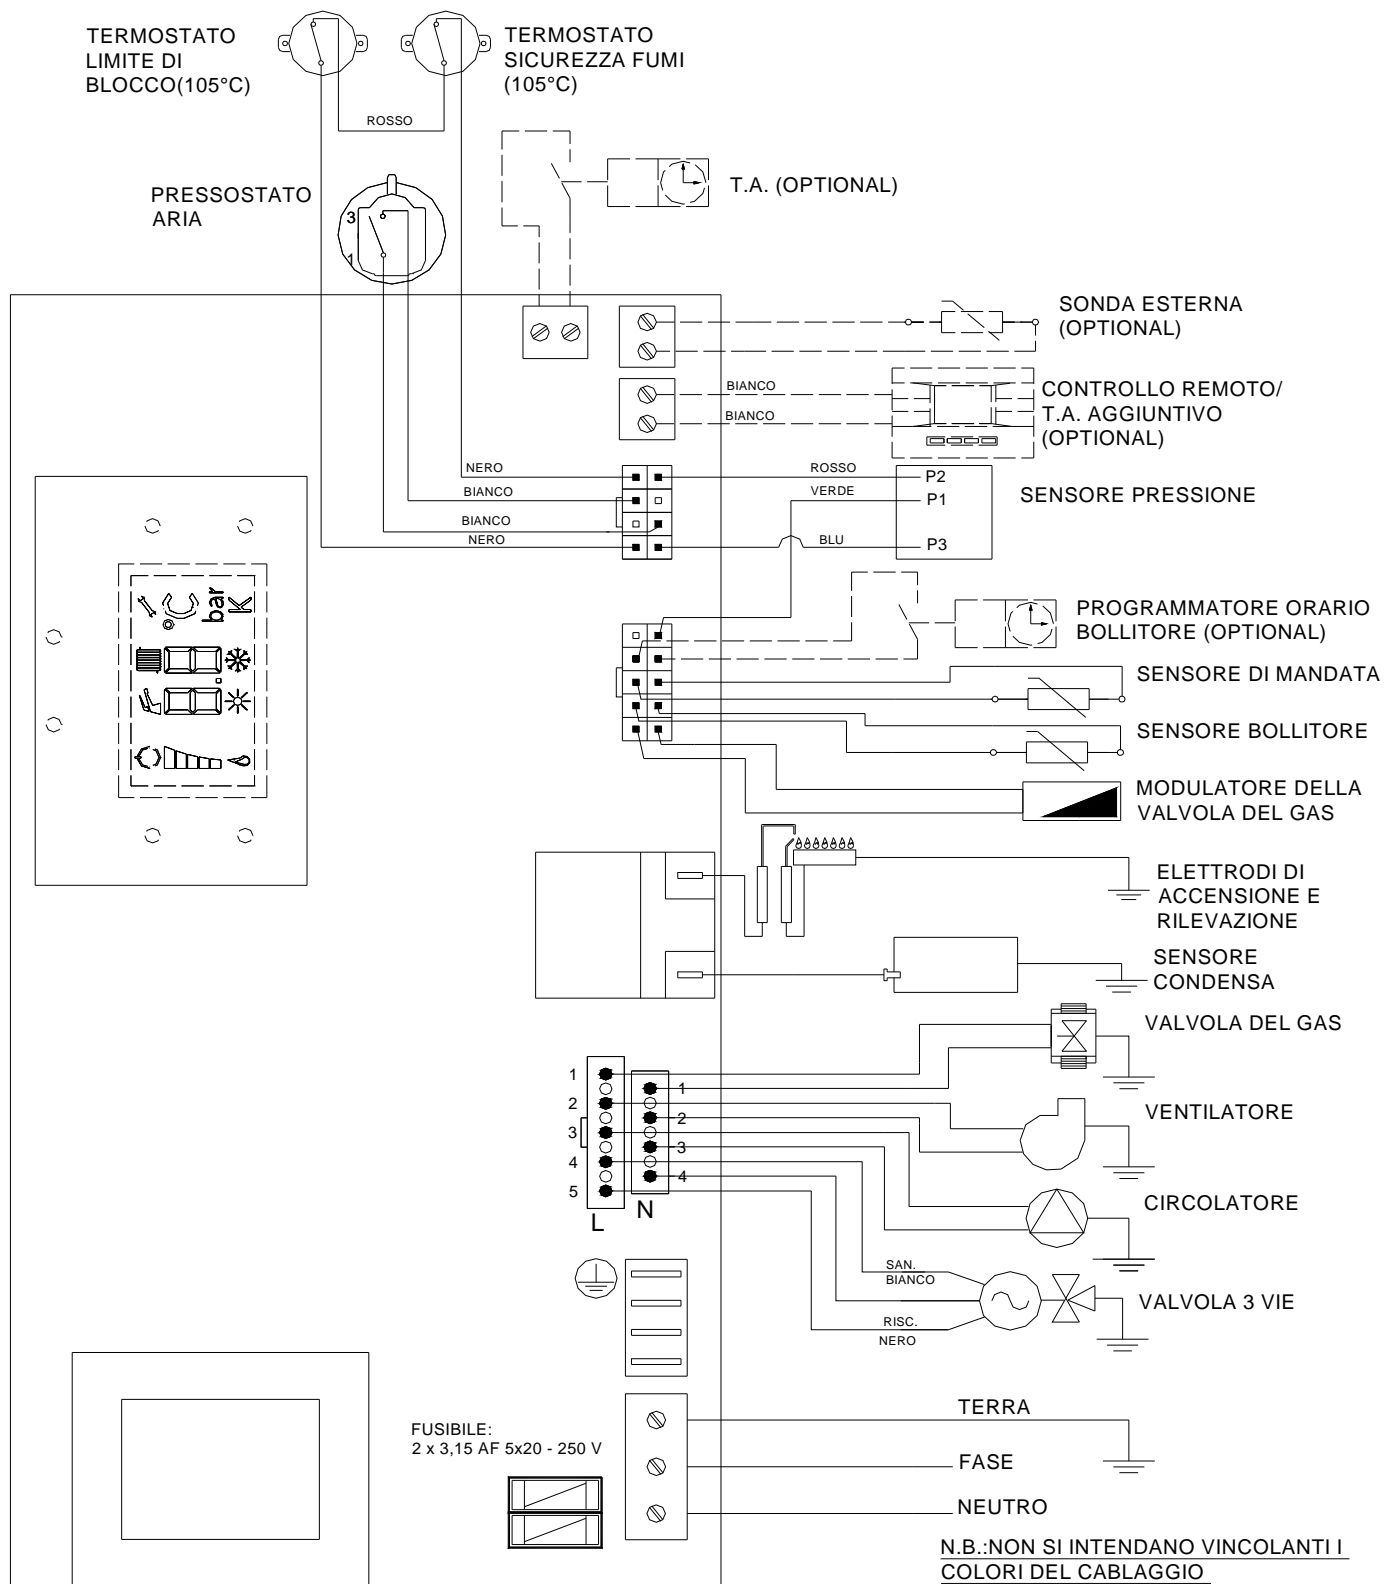 TERMOSTATO
LIMITE DI
BLOCCO(105°C)
TERMOSTATO
SICUREZZA FUMI
(105°C)
ROSSO
PRESSOSTATO
ARIA
3
1
T.A. (OPTIONAL)
SONDA ESTERNA
(OPTIONAL)
BIANCO
BIANCO
CONTROLLO REMOTO/
T.A. AGGIUNTIVO
(OPTIONAL)
NERO
BIANCO
BIANCO
NERO
ROSSO
VERDE
BLU
P2
P1
P3
SENSORE PRESSIONE
°C
bar
K
PROGRAMMATORE ORARIO
BOLLITORE (OPTIONAL)
SENSORE DI MANDATA
SENSORE BOLLITORE
MODULATORE DELLA
VALVOLA DEL GAS
ELETTRODI DI
ACCENSIONE E
RILEVAZIONE
SENSORE
CONDENSA
VALVOLA DEL GAS
1
2
3
4
5
L
1
2
3
4
N
VENTILATORE
CIRCOLATORE
SAN.
BIANCO
RISC.
NERO
VALVOLA 3 VIE
FUSIBILE:
2 x 3,15 AF 5x20 - 250 V
TERRA
FASE
NEUTRO
N.B.:NON SI INTENDANO VINCOLANTI I
COLORI DEL CABLAGGIO